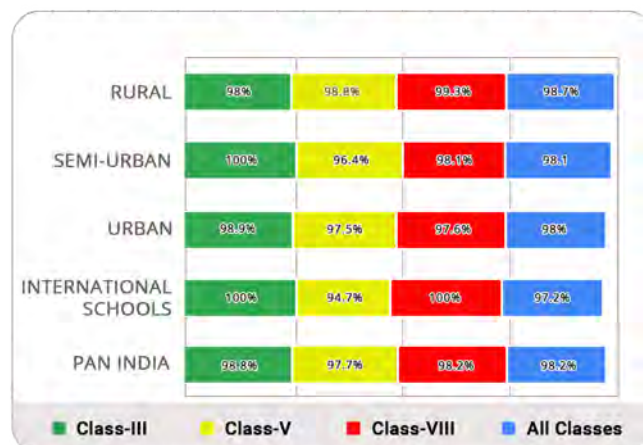 RURAL 98% 98.8% 99.3% 98.7%
SEMI-URBAN 100% 96.4% 98.1% 98.1
URBAN 98.9% 97.5% 97.6% 98%
INTERNATIONAL
SCHOOLS 100% 94.7% 100% 97.2%
PAN INDIA 98.8% 97.7% 98.2% 98.2%
Class-III Class-V Class-VIII All Classes